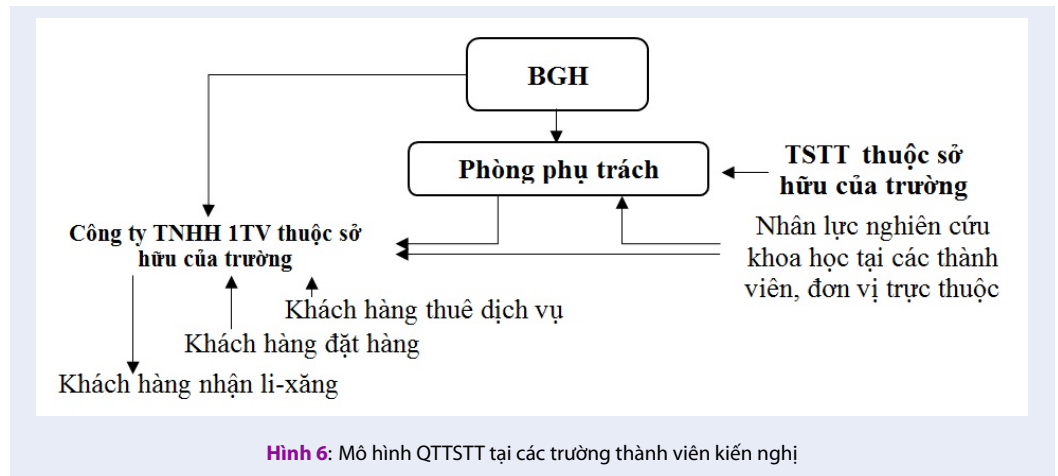 BGH
Phòng phụ trách
TSTT thuộc sở
hữu của trường
Nhân lực nghiên cứu
khoa học tại các thành
viên, đơn vị trực thuộc
Công ty TNHH 1TV thuộc sở
hữu của trường
Khách hàng thuê dịch vụ
Khách hàng đặt hàng
Khách hàng nhận li-xăng
Hình 6: Mô hình QTTSTT tại các trường thành viên kiến nghị